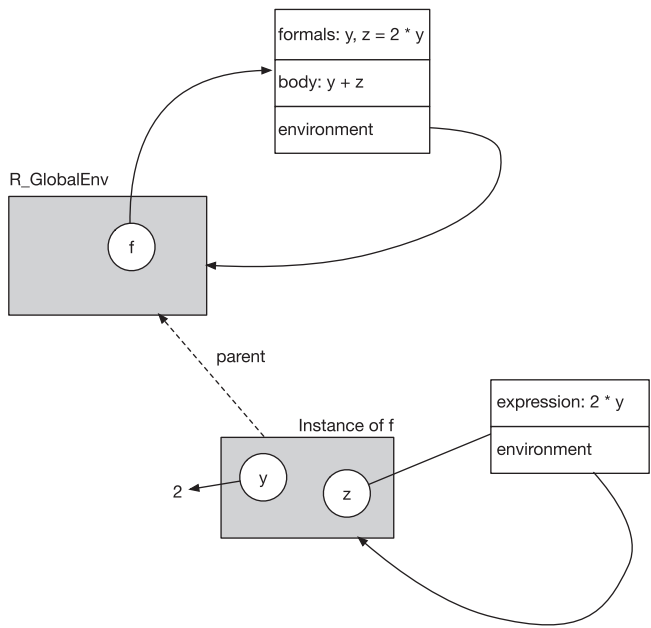 formals: y, z = 2 * y
body: y + z
environment
R_GlobalEnv
f
parent
expression: 2 * y
Instance of f
environment
y
2
z